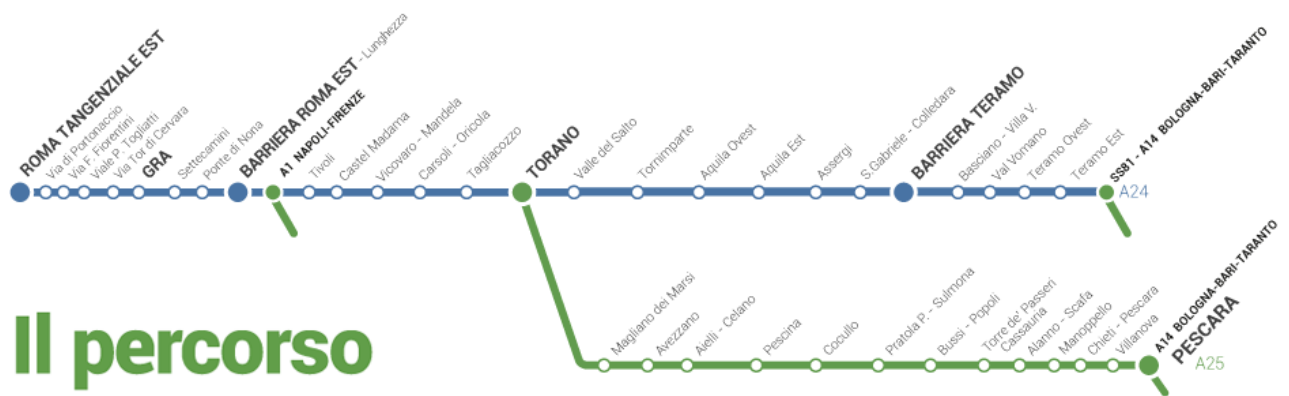 ROMA TANGENZIALE EST
Via di Portonaccio
Via F. Fiorentini
Viale P. Togliatti
Via Tor di Cervara
GRA
Settecamini
Ponte di Nona
BARRIERA ROMA EST - Lunghezza
A1 NAPOLI-FIRENZE
Tivoli
Castel Madama
Vicovaro - Mandela
Carsoli - Oricola
Tagliacozzo
TORANO
Valle del Salto
Tornimparte
Aquila Ovest
Aquila Est
Assergi
S. Gabriele - Colledara
BARRIERA TERAMO
Basciano - Villa V.
Val Vomano
Teramo Ovest
Teramo Est
SS81 - A14 BOLOGNA-BARI-TARANTO
A24
Magliano dei Marsi
Avezzano
Aielli - Celano
Pescina
Cocullo
Pratola P. - Sulmona
Bussi - Popoli
Torre de' Passeri
Cassauria
Alanno - Scafa
Manoppello
Chieti - Pescara
Villanova
A14 BOLOGNA-BARI-TARANTO
PESCARA
A25
Il percorso